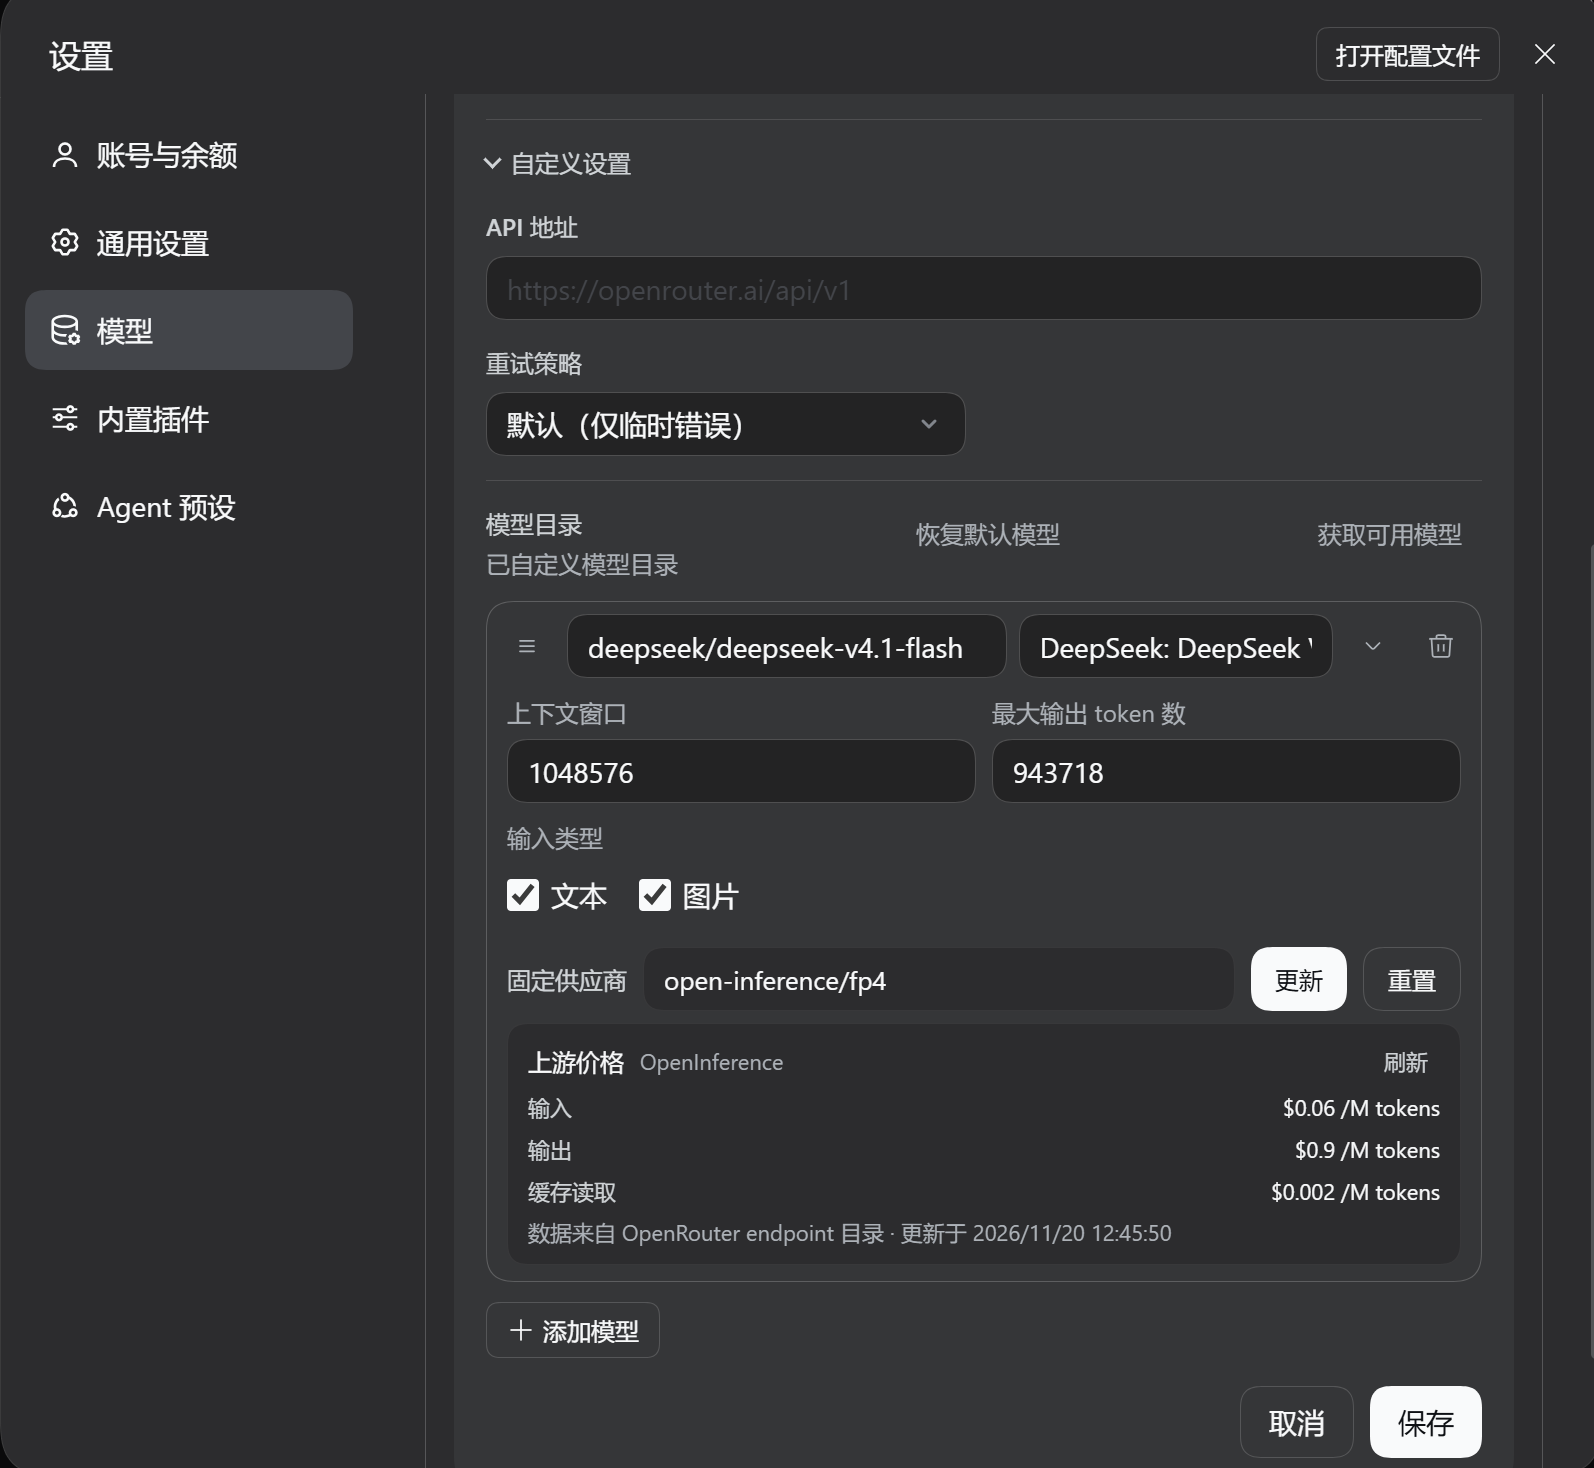 设置
打开配置文件
账号与余额
通用设置
模型
内置插件
Agent 预设
自定义设置
API 地址
https://openrouter.ai/api/v1
重试策略
默认（仅临时错误）
模型目录
已自定义模型目录
恢复默认模型
获取可用模型
deepseek/deepseek-v4.1-flash
DeepSeek: DeepSeek
上下文窗口
最大输出 token 数
1048576
943718
输入类型
文本
图片
固定供应商
open-inference/fp4
更新
重置
上游价格 OpenInference
刷新
输入 $0.06 /M tokens
输出 $0.9 /M tokens
缓存读取 $0.002 /M tokens
数据来自 OpenRouter endpoint 目录 · 更新于 2026/11/20 12:45:50
添加模型
取消
保存